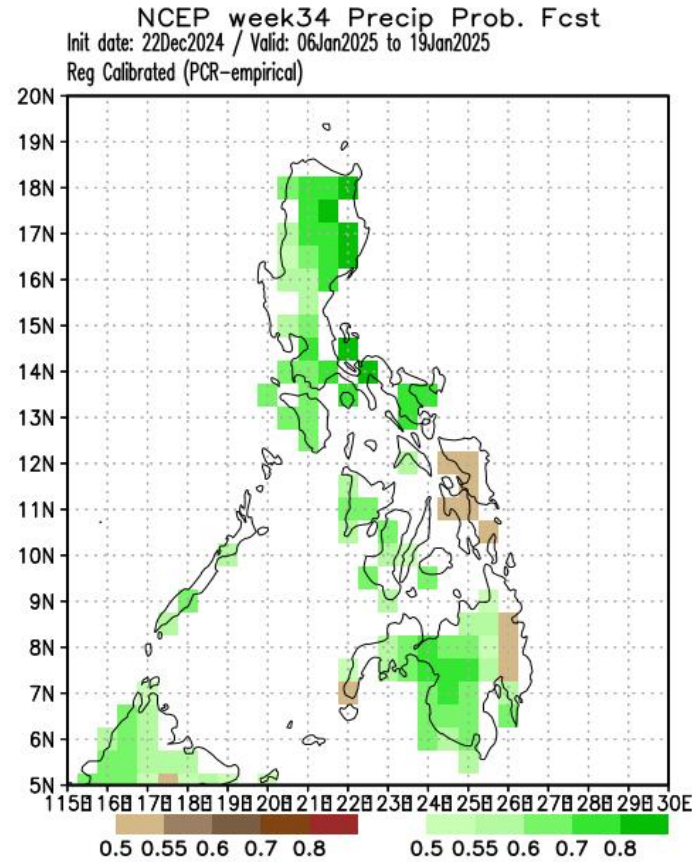 NCEP week34 Precip Prob. Fcst
Init date: 22Dec2024 / Valid: 06Jan2025 to 19Jan2025
Reg Calibrated (PCR-empirical)
20N
19N
18N
17N
16N
15N
14N
13N
12N
11N
10N
9N
8N
7N
6N
5N
115E 116E 117E 118E 119E 120E 121E 122E 123E 124E 125E 126E 127E 128E 129E 130E
0.5 0.55 0.6 0.7 0.8 0.5 0.55 0.6 0.7 0.8